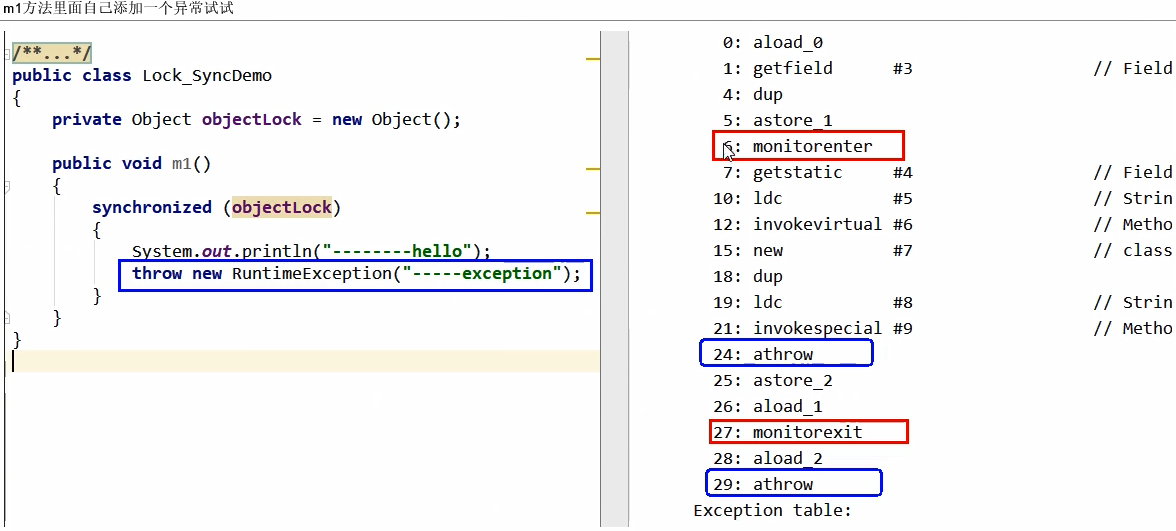 m1方法里面自己添加一个异常试试
/**...*/
public class Lock_SyncDemo
{
private Object objectLock = new Object();
public void m1()
{
synchronized (objectLock)
{
System.out.println("--------hello");
throw new RuntimeException("-----exception");
}
}
}
0: aload_0
1: getfield #3 // Field
4: dup
5: astore_1
6: monitorenter
7: getstatic #4 // Field
10: ldc #5 // Strin
12: invokevirtual #6 // Metho
15: new #7 // class
18: dup
19: ldc #8 // Strin
21: invokespecial #9 // Metho
24: athrow
25: astore_2
26: aload_1
27: monitorexit
28: aload_2
29: athrow
Exception table: